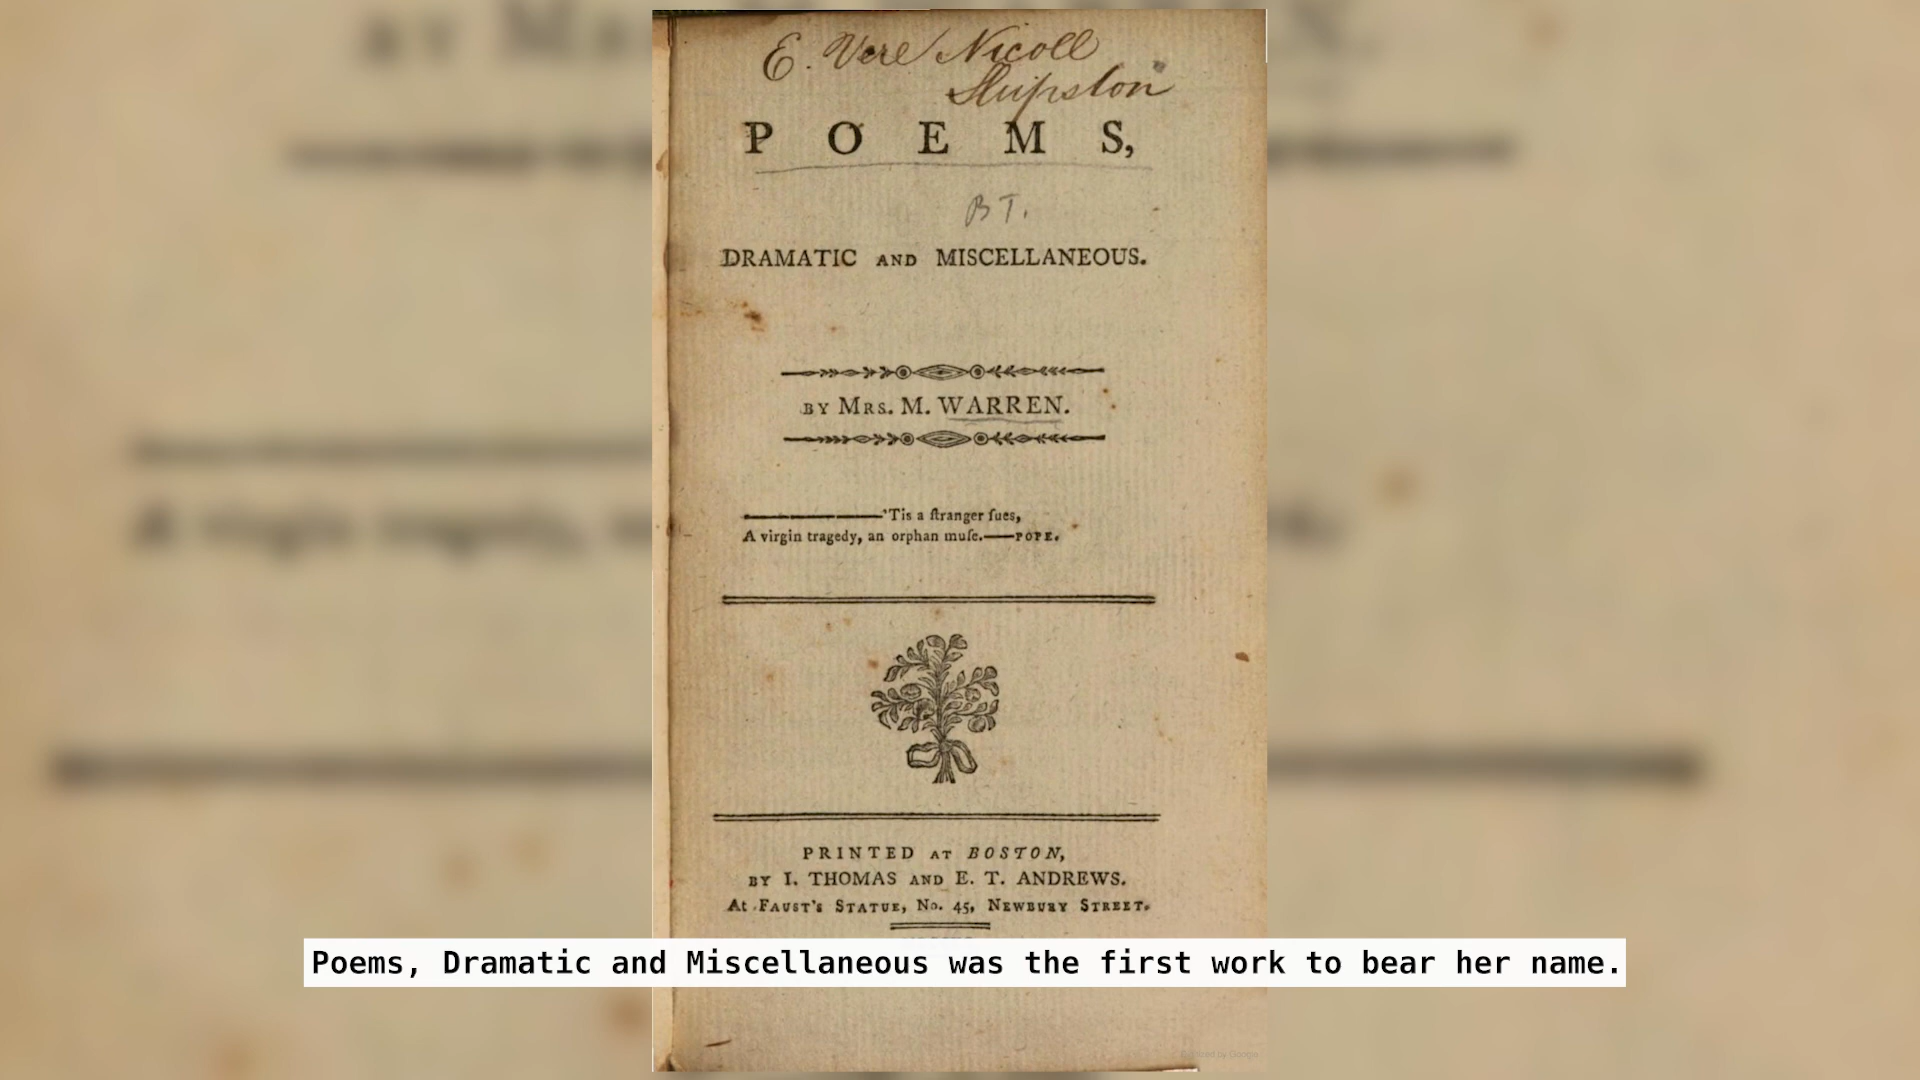 E. Vere Nicoll
Shipston
POEMS,
BT.
DRAMATIC AND MISCELLANEOUS.
BY MRS. M. WARREN.
'Tis a ſtranger ſues,
A virgin tragedy, an orphan muſe.——POPE.
PRINTED AT BOSTON,
BY I. THOMAS AND E. T. ANDREWS.
At FAUST'S STATUE, No. 45, NEWBURY STREET.
Poems, Dramatic and Miscellaneous was the first work to bear her name.